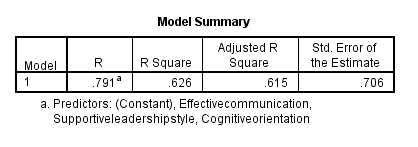 Model Summary
Model R R Square Adjusted R Square Std. Error of the Estimate
1 .791a .626 .615 .706
a. Predictors: (Constant), Effectivecommunication,
Supportiveleadershipstyle, Cognitiveorientation